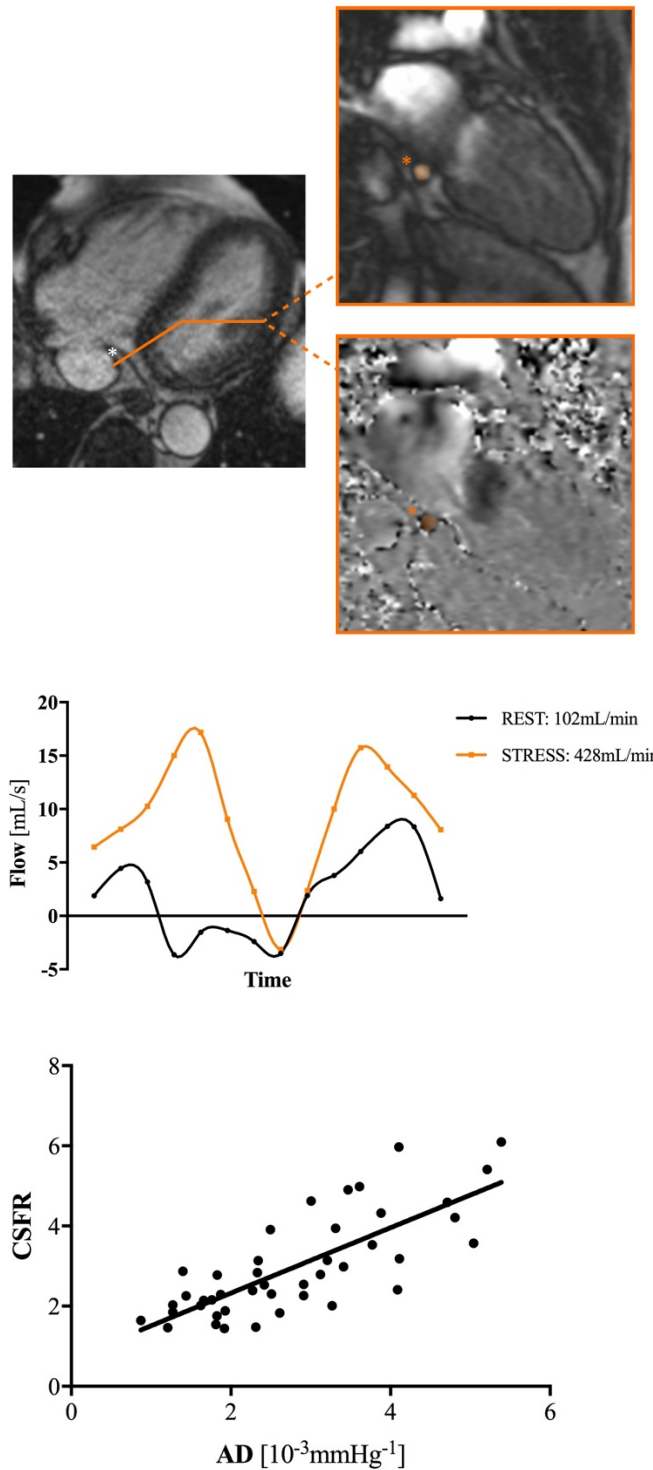 *
*
*
20
15
10
5
0
-5
Flow [mL/s]
Time
REST: 102mL/min
STRESS: 428mL/min
8
6
4
2
0
CSFR
0 2 4 6
AD [10⁻³mmHg⁻¹]